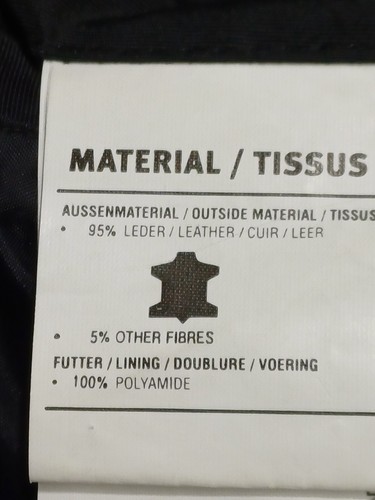 MATERIAL / TISSUS
AUSSENMATERIAL / OUTSIDE MATERIAL / TISSUS
• 95% LEDER / LEATHER / CUIR / LEER
• 5% OTHER FIBRES
FUTTER / LINING / DOUBLURE / VOERING
• 100% POLYAMIDE